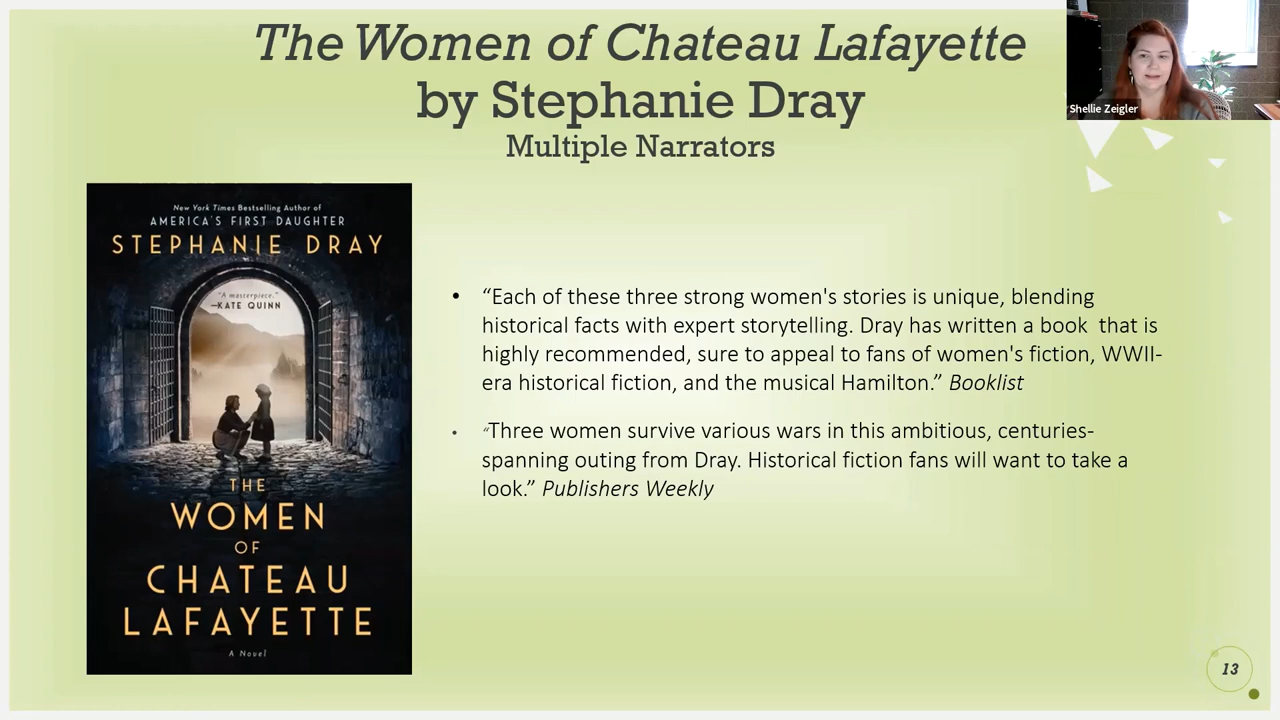 The Women of Chateau Lafayette
by Stephanie Dray
Multiple Narrators
Shellie Zeigler
New York Times Bestselling Author of
AMERICA'S FIRST DAUGHTER
STEPHANIE DRAY
"A masterpiece."
—KATE QUINN
THE
WOMEN
OF
CHATEAU
LAFAYETTE
A Novel
• “Each of these three strong women's stories is unique, blending
historical facts with expert storytelling. Dray has written a book  that is
highly recommended, sure to appeal to fans of women's fiction, WWII-
era historical fiction, and the musical Hamilton.” Booklist
• “Three women survive various wars in this ambitious, centuries-
spanning outing from Dray. Historical fiction fans will want to take a
look.” Publishers Weekly
13